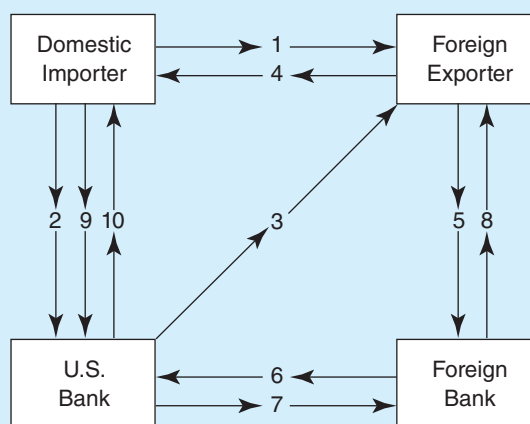 Domestic
Importer
1
4
Foreign
Exporter
2
9
10
3
5
8
U.S.
Bank
6
7
Foreign
Bank